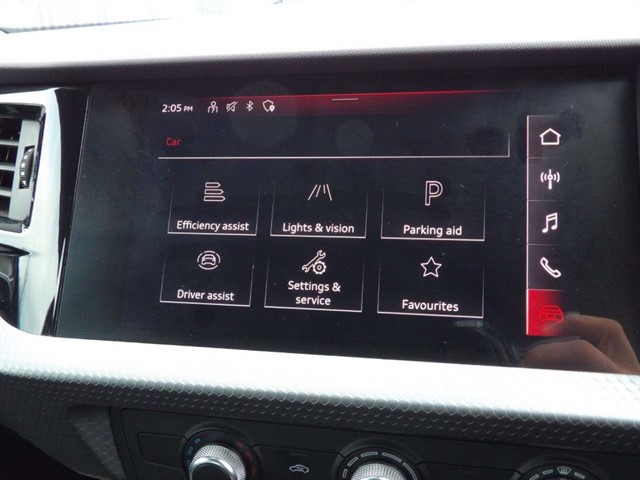 2:05 PM
Car
Efficiency assist
Lights & vision
P
Parking aid
Driver assist
Settings &
service
Favourites